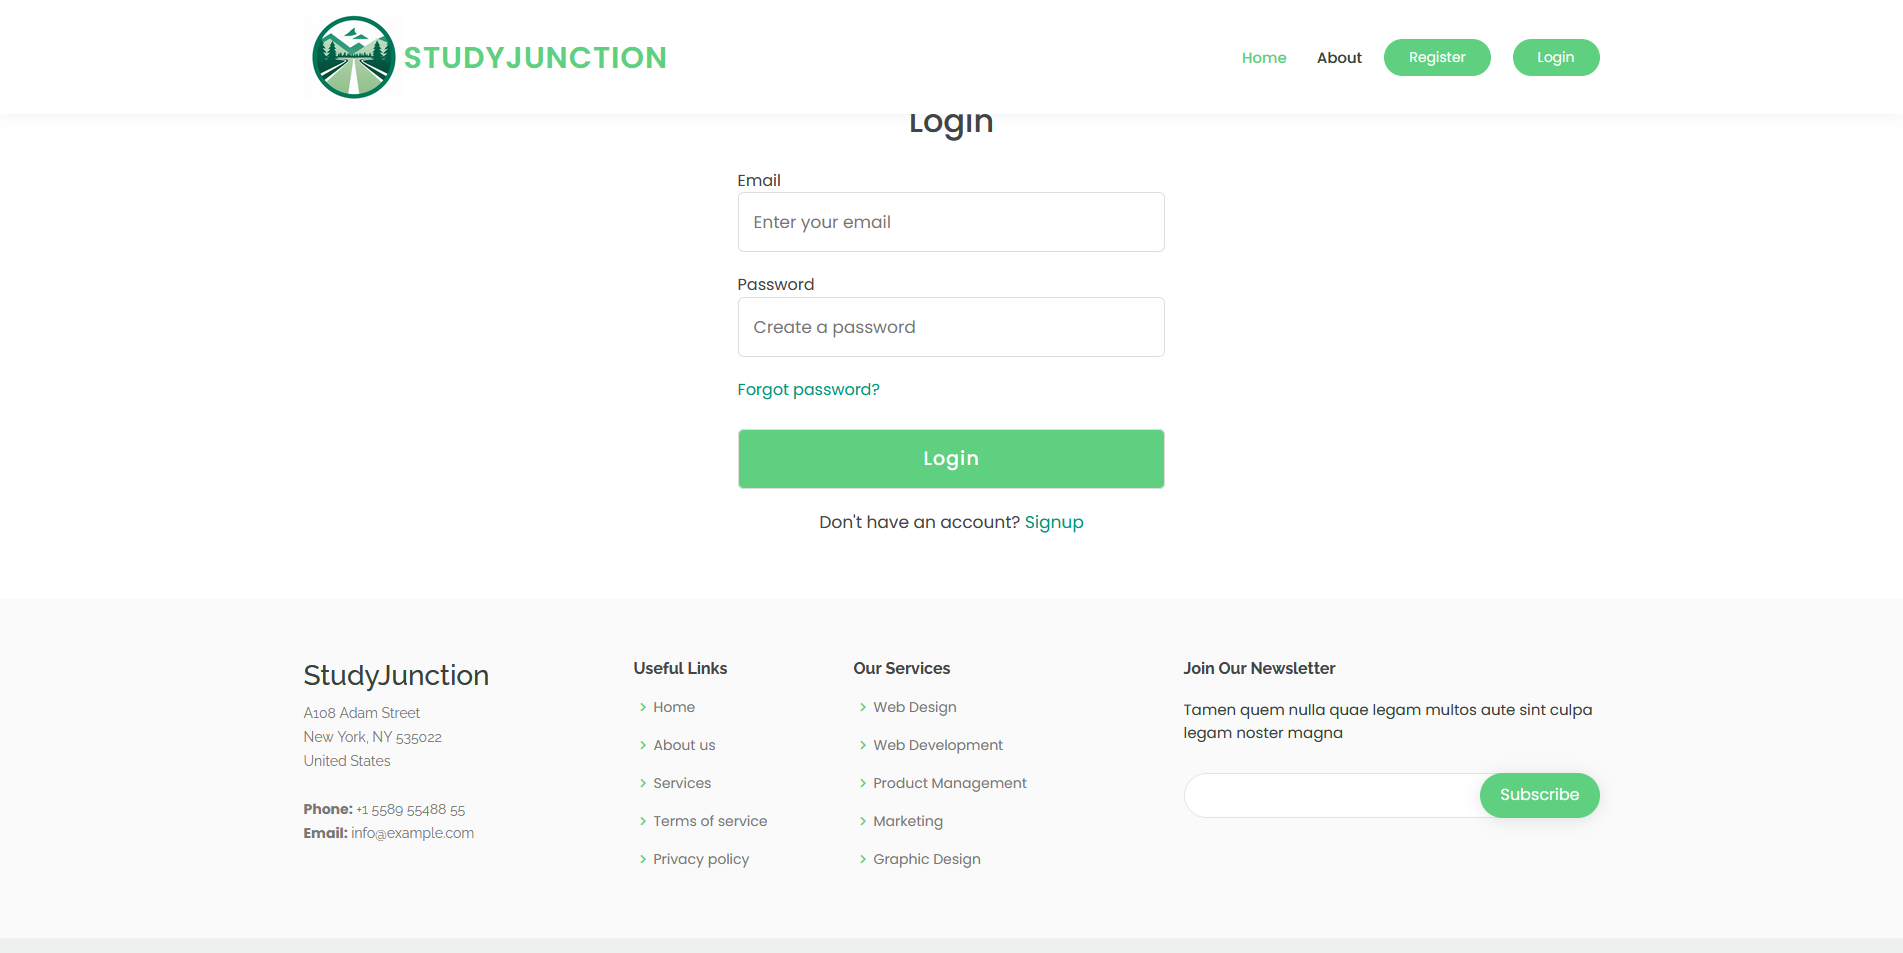 STUDYJUNCTION
Home About Register Login
Login
Email
Enter your email
Password
Create a password
Forgot password?
Login
Don't have an account? Signup
StudyJunction
A108 Adam Street
New York, NY 535022
United States
Phone: +1 5589 55488 55
Email: info@example.com
Useful Links
Home
About us
Services
Terms of service
Privacy policy
Our Services
Web Design
Web Development
Product Management
Marketing
Graphic Design
Join Our Newsletter
Tamen quem nulla quae legam multos aute sint culpa
legam noster magna
Subscribe